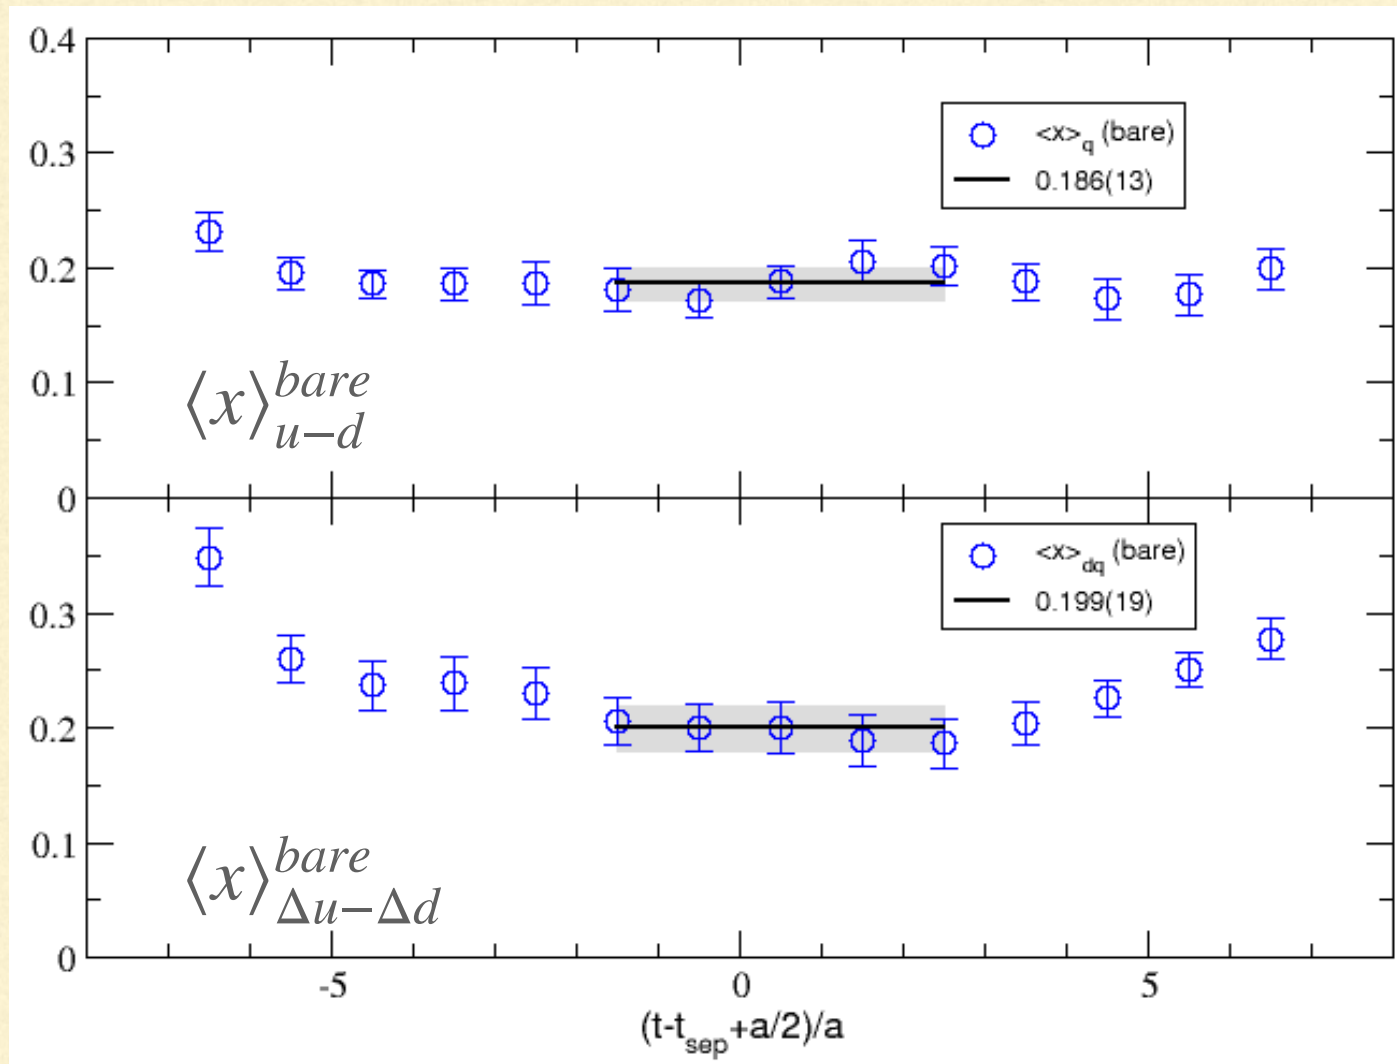 0.4
0.3
0.2
0.1
0
<x>q (bare)
0.186(13)
⟨x⟩^{bare}_{u−d}
0.3
0.2
0.1
0
<x>dq (bare)
0.199(19)
⟨x⟩^{bare}_{Δu−Δd}
-5 0 5
(t-t_sep+a/2)/a